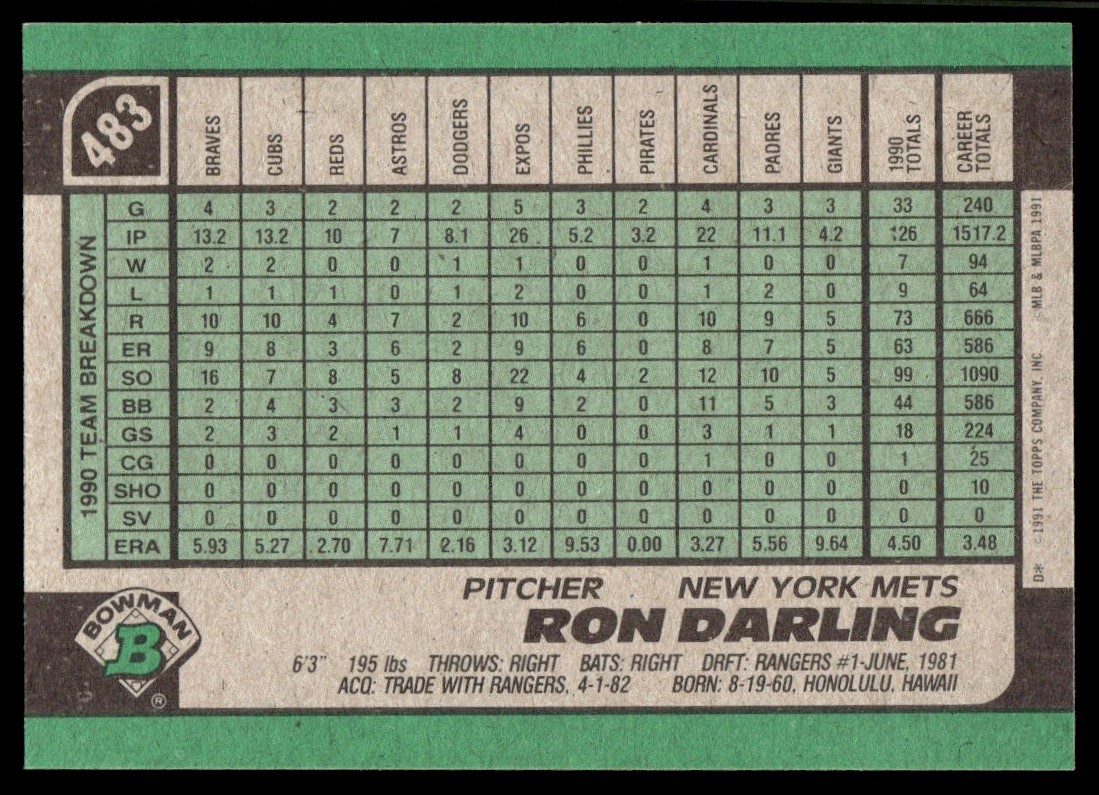 483
BRAVES CUBS REDS ASTROS DODGERS EXPOS PHILLIES PIRATES CARDINALS PADRES GIANTS 1990 TOTALS CAREER TOTALS
1990 TEAM BREAKDOWN
G 4 3 2 2 2 5 3 2 4 3 3 33 240
IP 13.2 13.2 10 7 8.1 26 5.2 3.2 22 11.1 4.2 126 1517.2
W 2 2 0 0 1 1 0 0 1 0 0 7 94
L 1 1 1 0 1 2 0 0 1 2 0 9 64
R 10 10 4 7 2 10 6 0 10 9 5 73 666
ER 9 8 3 6 2 9 6 0 8 7 5 63 586
SO 16 7 8 5 8 22 4 2 12 10 5 99 1090
BB 2 4 3 3 2 9 2 0 11 5 3 44 586
GS 2 3 2 1 1 4 0 0 3 1 1 18 224
CG 0 0 0 0 0 0 0 0 1 0 0 1 25
SHO 0 0 0 0 0 0 0 0 0 0 0 0 10
SV 0 0 0 0 0 0 0 0 0 0 0 0 0
ERA 5.93 5.27 2.70 7.71 2.16 3.12 9.53 0.00 3.27 5.56 9.64 4.50 3.48
D* ©1991 THE TOPPS COMPANY, INC ©MLB & MLBPA 1991
PITCHER NEW YORK METS
RON DARLING
6'3" 195 lbs THROWS: RIGHT BATS: RIGHT DRFT: RANGERS #1-JUNE, 1981
ACQ: TRADE WITH RANGERS, 4-1-82 BORN: 8-19-60, HONOLULU, HAWAII
BOWMAN
B
®